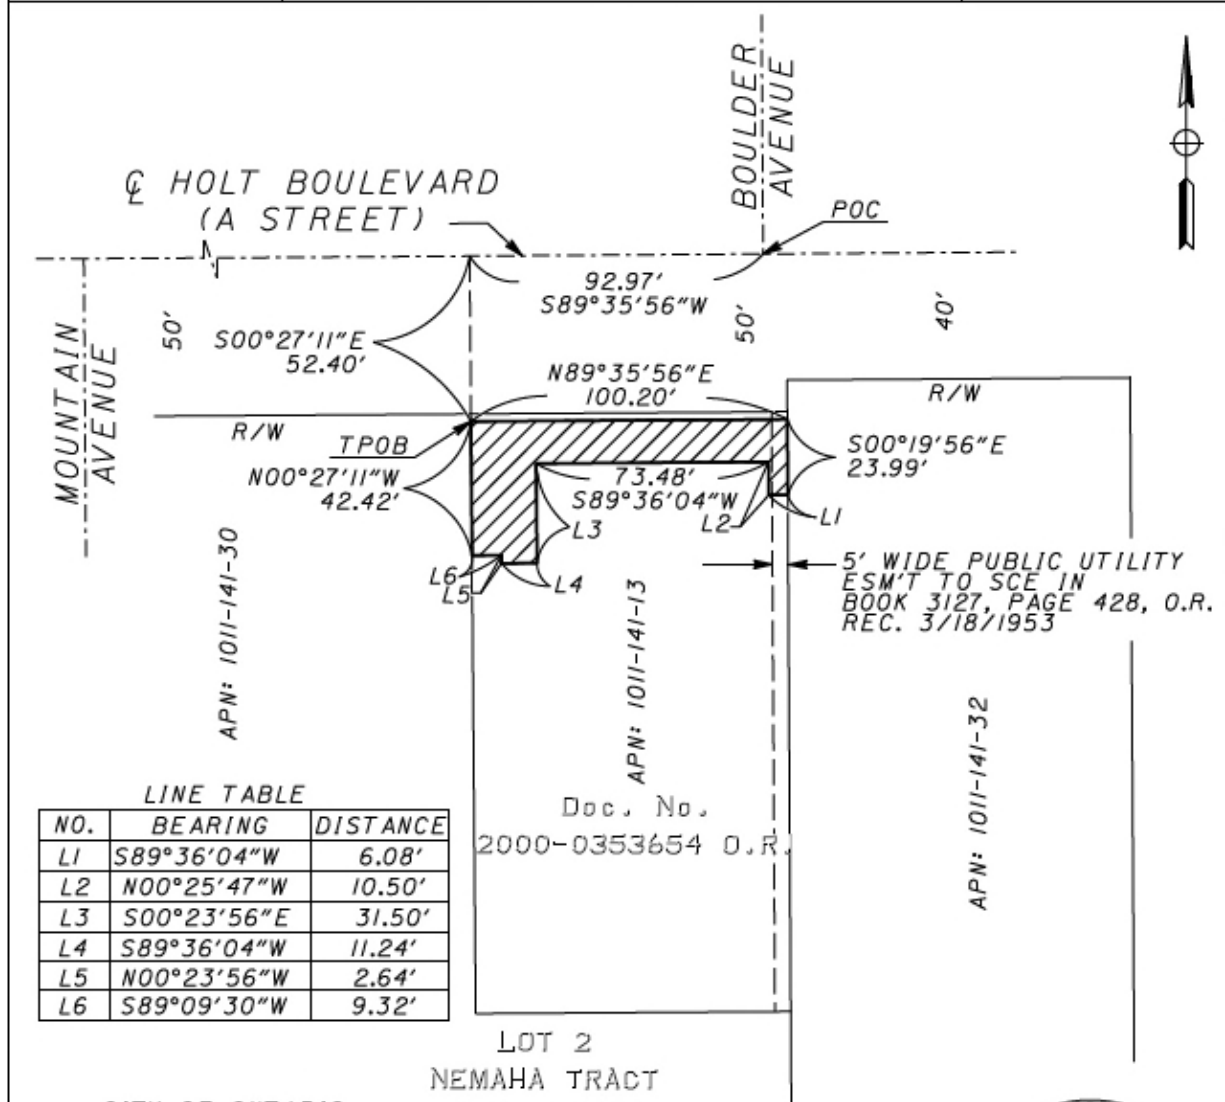 BOULDER
AVENUE
℄ HOLT BOULEVARD
(A STREET)
POC
92.97'
S89°35'56"W
50'
50'
40'
MOUNTAIN
AVENUE
S00°27'11"E
52.40'
N89°35'56"E
100.20'
R/W
R/W
TPOB
N00°27'11"W
42.42'
S00°19'56"E
23.99'
73.48'
S89°36'04"W
L2
L1
L3
L6
L5
L4
5' WIDE PUBLIC UTILITY
ESM'T TO SCE IN
BOOK 3127, PAGE 428, O.R.
REC. 3/18/1953
APN: 1011-141-30
APN: 1011-141-13
APN: 1011-141-32
Doc. No.
2000-0353654 O.R.
LINE TABLE
NO. BEARING DISTANCE
L1 S89°36'04"W 6.08'
L2 N00°25'47"W 10.50'
L3 S00°23'56"E 31.50'
L4 S89°36'04"W 11.24'
L5 N00°23'56"W 2.64'
L6 S89°09'30"W 9.32'
LOT 2
NEMAHA TRACT